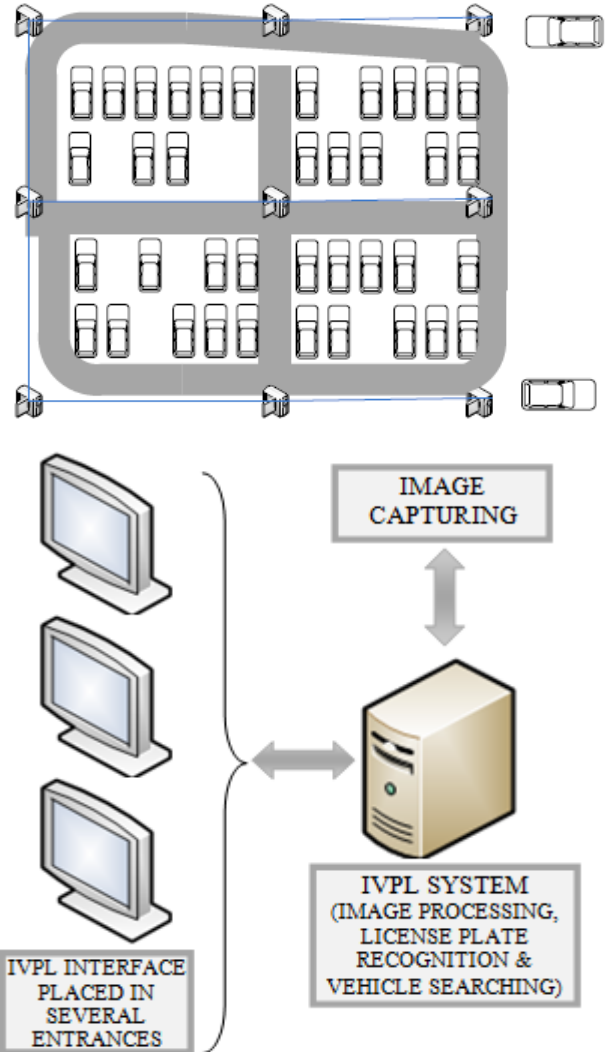 IMAGE
CAPTURING
IVPL SYSTEM
(IMAGE PROCESSING,
LICENSE PLATE
RECOGNITION &
VEHICLE SEARCHING)
IVPL INTERFACE
PLACED IN
SEVERAL
ENTRANCES